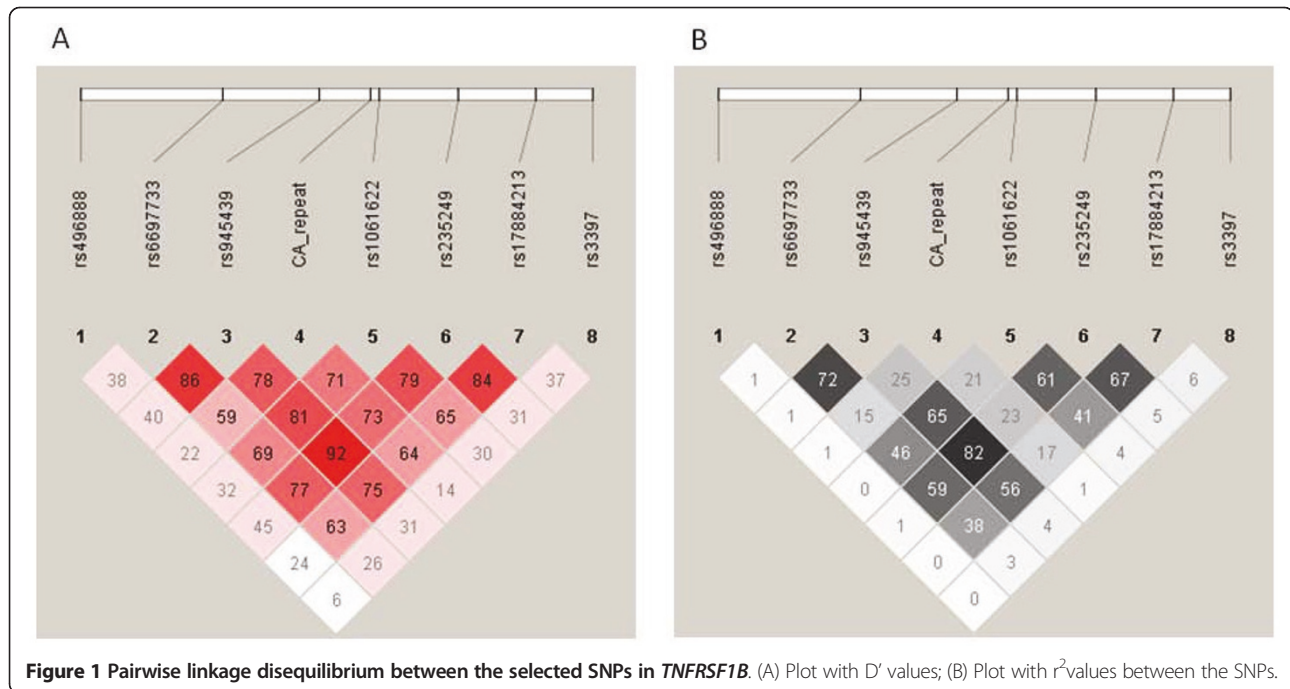 A
rs496888
rs6697733
rs945439
CA_repeat
rs1061622
rs235249
rs17884213
rs3397
1 2 3 4 5 6 7 8
38 86 78 71 79 84 37
40 59 81 73 65 31
22 69 92 64 30
32 77 75 14
45 63 31
24 26
6
B
rs496888
rs6697733
rs945439
CA_repeat
rs1061622
rs235249
rs17884213
rs3397
1 2 3 4 5 6 7 8
1 72 25 21 61 67 6
1 15 65 23 41 5
1 46 82 17 4
0 59 56 1
1 38 4
0 3
0
Figure 1 Pairwise linkage disequilibrium between the selected SNPs in TNFRSF1B. (A) Plot with D' values; (B) Plot with r²values between the SNPs.